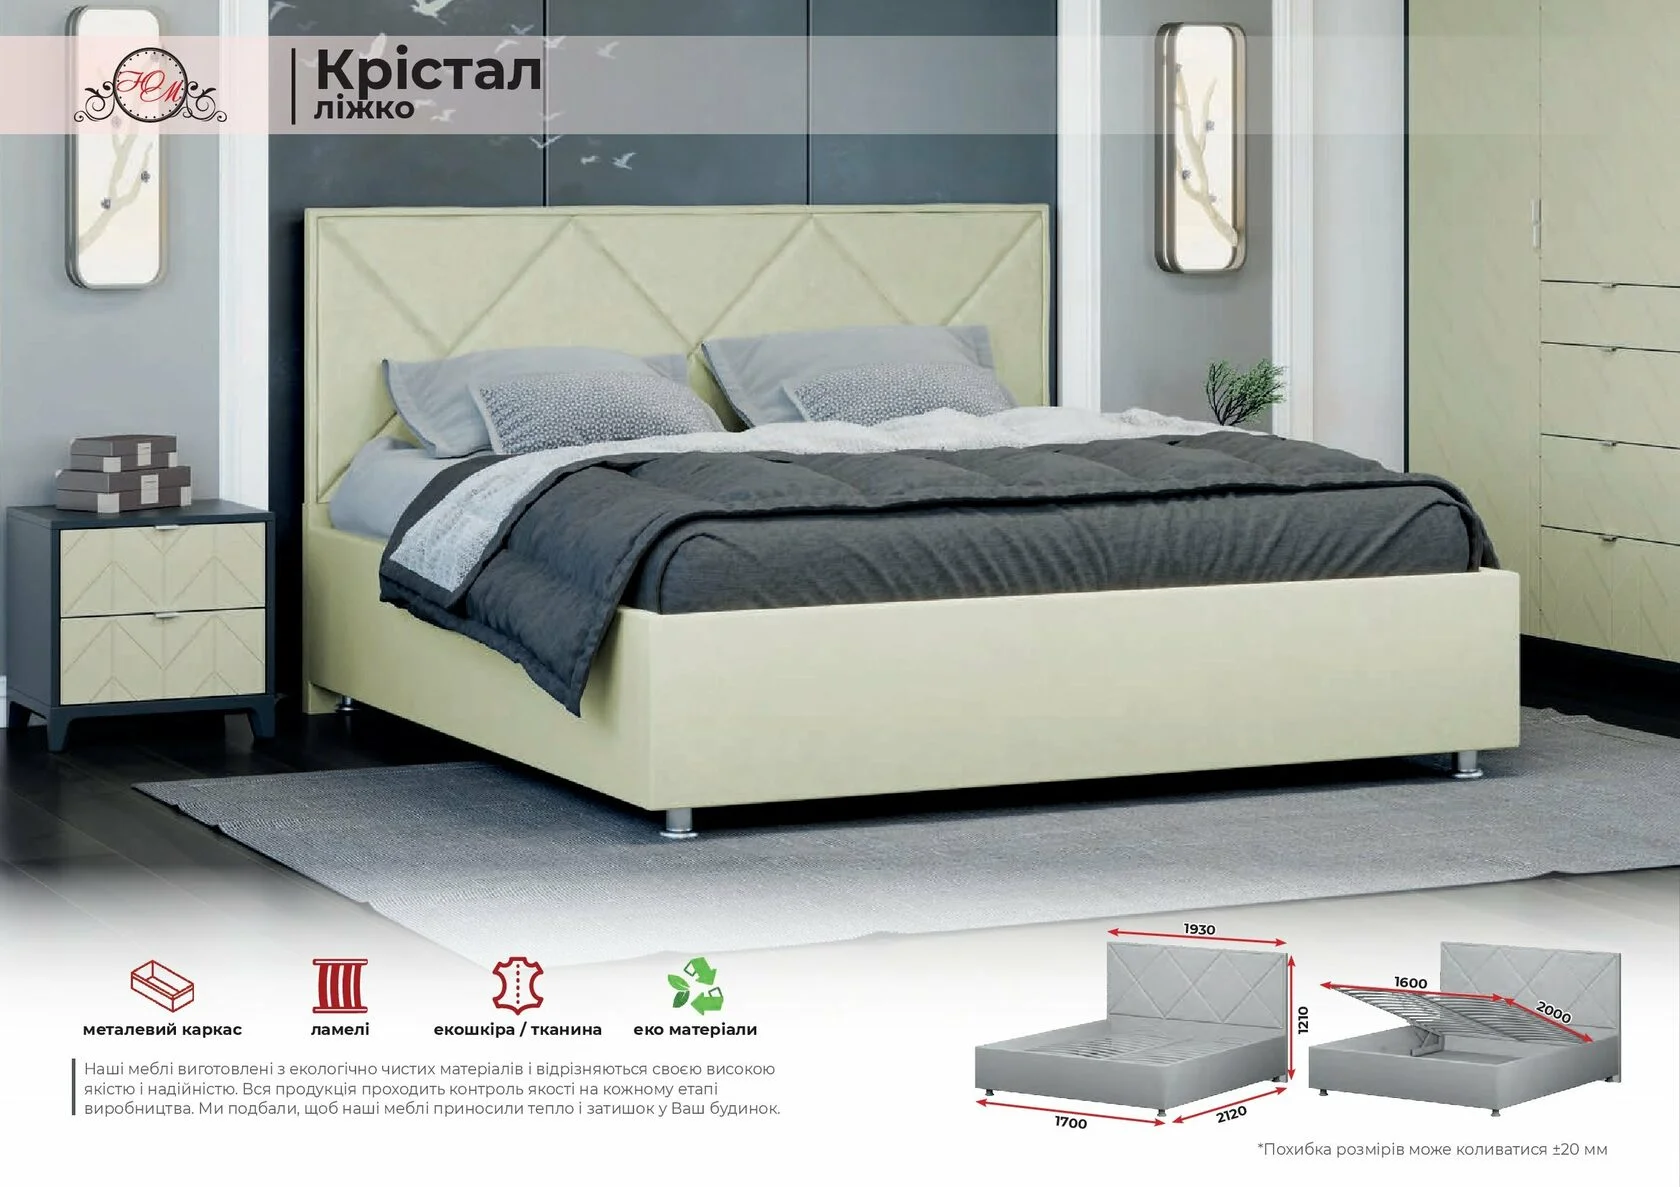 ЮМ
Крістал
ліжко
металевий каркас
ламелі
екошкіра / тканина
еко матеріали
Наші меблі виготовлені з екологічно чистих матеріалів і відрізняються своєю високою
якістю і надійністю. Вся продукція проходить контроль якості на кожному етапі
виробництва. Ми подбали, щоб наші меблі приносили тепло і затишок у Ваш будинок.
1930
1210
1700
2120
1600
2000
*Похибка розмірів може коливатися ±20 мм